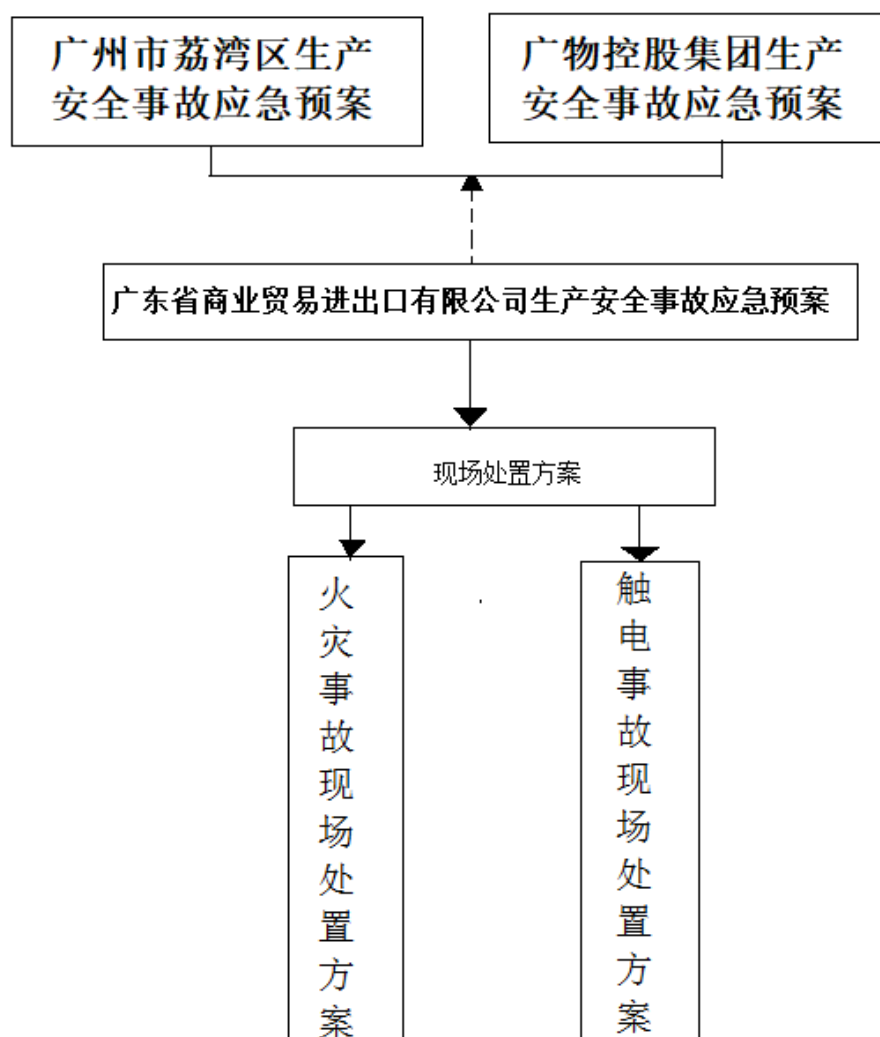 广州市荔湾区生产
安全事故应急预案
广物控股集团生产
安全事故应急预案
广东省商业贸易进出口有限公司生产安全事故应急预案
现场处置方案
火灾事故现场处置方案
触电事故现场处置方案